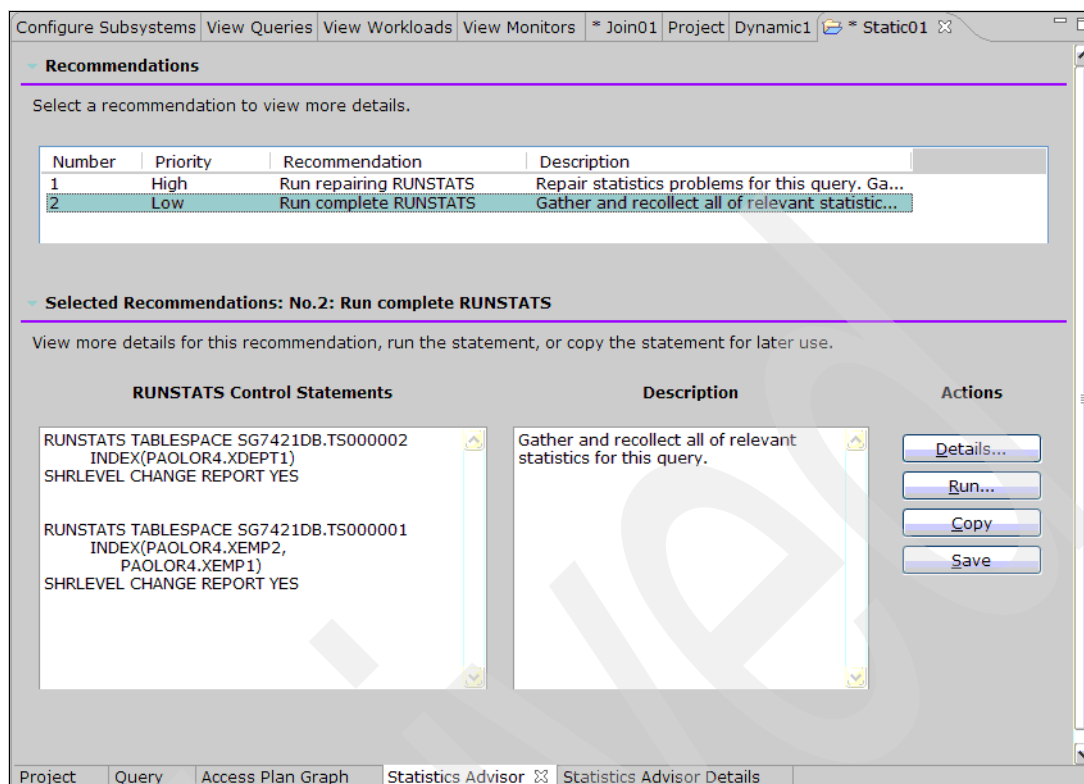 Configure Subsystems View Queries View Workloads View Monitors * Join01 Project Dynamic1 * Static01
Recommendations
Select a recommendation to view more details.
Number Priority Recommendation Description
1 High Run repairing RUNSTATS Repair statistics problems for this query. Ga...
2 Low Run complete RUNSTATS Gather and recollect all of relevant statistic...
Selected Recommendations: No.2: Run complete RUNSTATS
View more details for this recommendation, run the statement, or copy the statement for later use.
RUNSTATS Control Statements
RUNSTATS TABLESPACE SG7421DB.TS000002
INDEX(PAOLOR4.XDEPT1)
SHRLEVEL CHANGE REPORT YES
RUNSTATS TABLESPACE SG7421DB.TS000001
INDEX(PAOLOR4.XEMP2,
PAOLOR4.XEMP1)
SHRLEVEL CHANGE REPORT YES
Description
Gather and recollect all of relevant
statistics for this query.
Actions
Details...
Run...
Copy
Save
Project Query Access Plan Graph Statistics Advisor Statistics Advisor Details